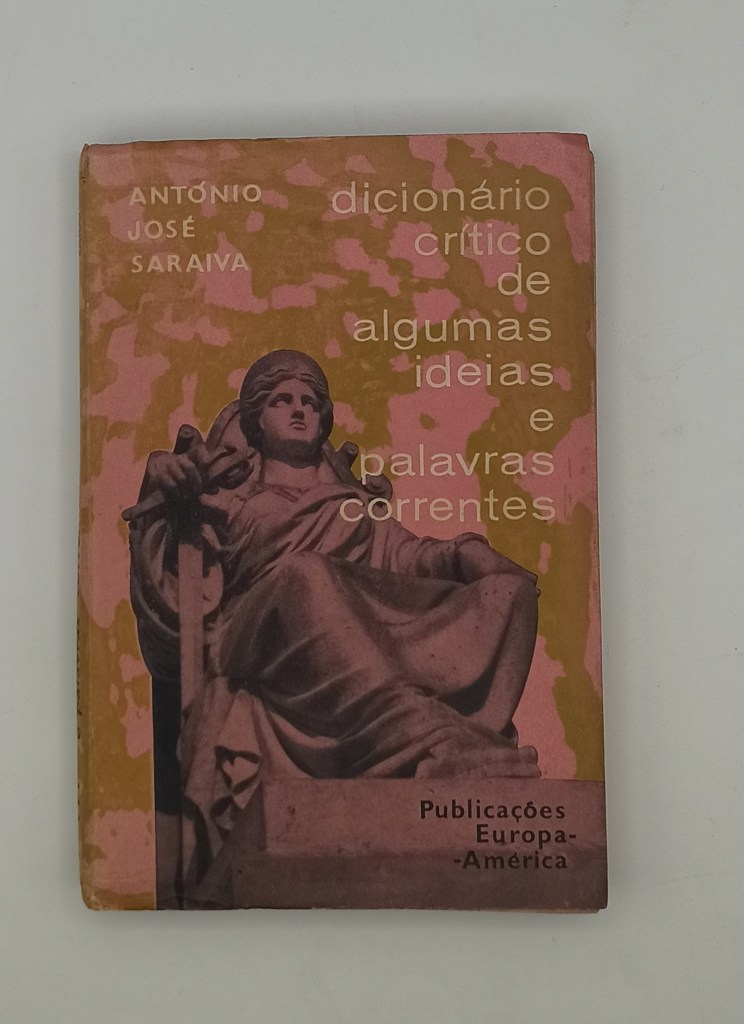 ANTÓNIO
JOSÉ
SARAIVA
dicionário
crítico
de
algumas
ideias
e
palavras
correntes
Publicações
Europa-
-América